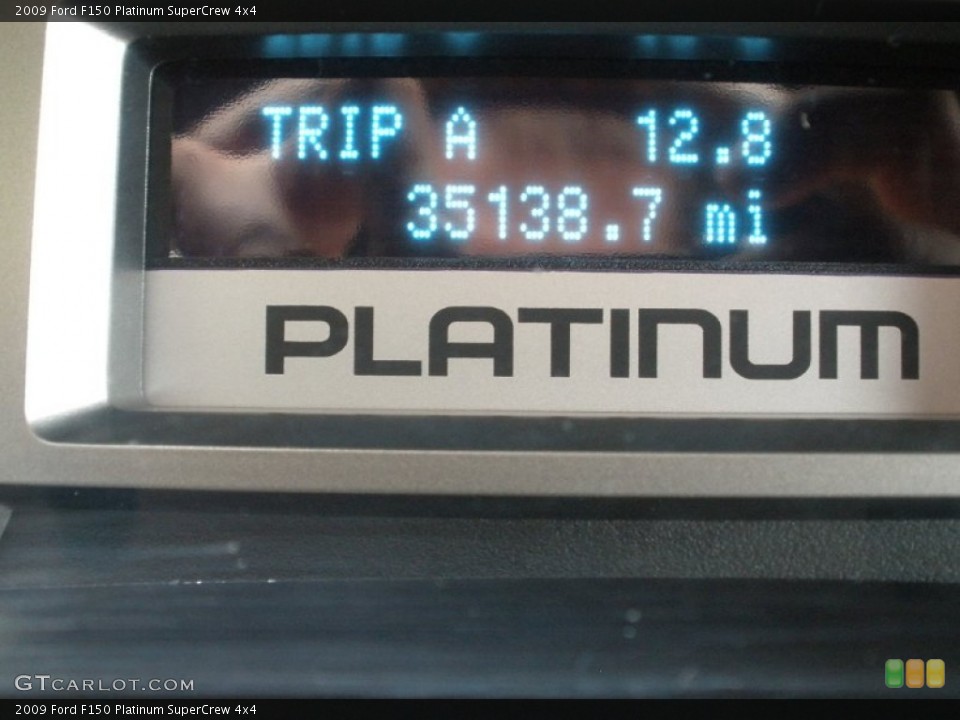 2009 Ford F150 Platinum SuperCrew 4x4
TRIP A 12.8
35138.7 mi
PLATINUM
GTCARLOT.COM
2009 Ford F150 Platinum SuperCrew 4x4